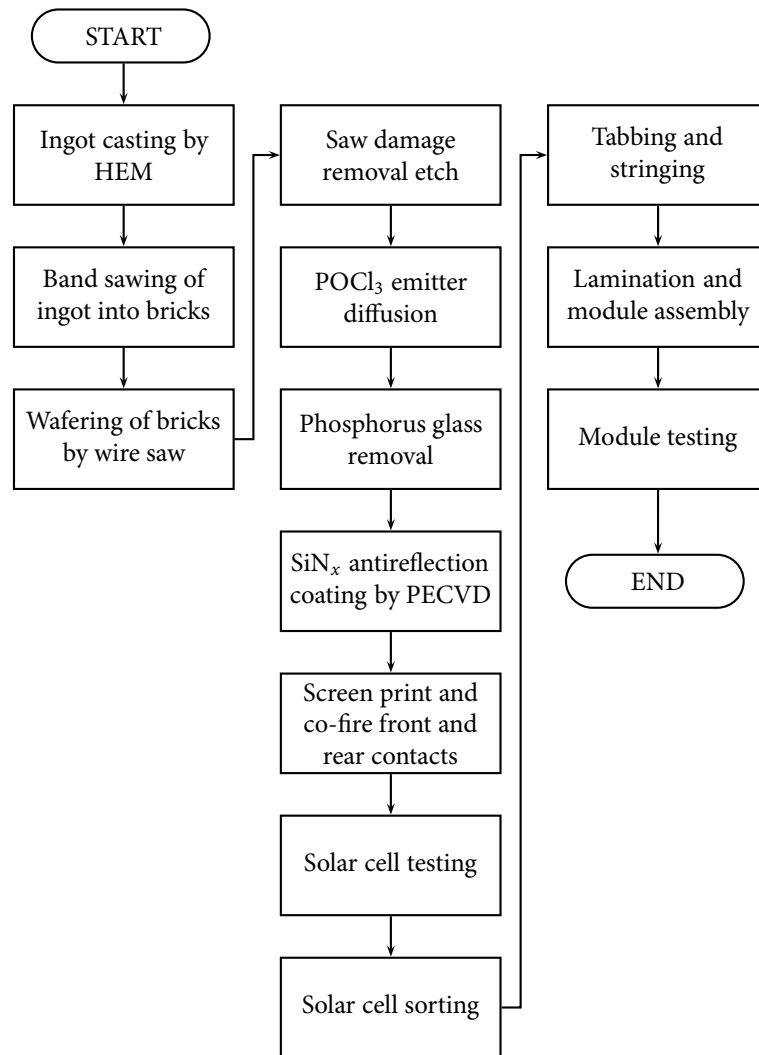 START
Ingot casting by
HEM
Band sawing of
ingot into bricks
Wafering of bricks
by wire saw
Saw damage
removal etch
POCl₃ emitter
diffusion
Phosphorus glass
removal
SiNₓ antireflection
coating by PECVD
Screen print and
co-fire front and
rear contacts
Solar cell testing
Solar cell sorting
Tabbing and
stringing
Lamination and
module assembly
Module testing
END